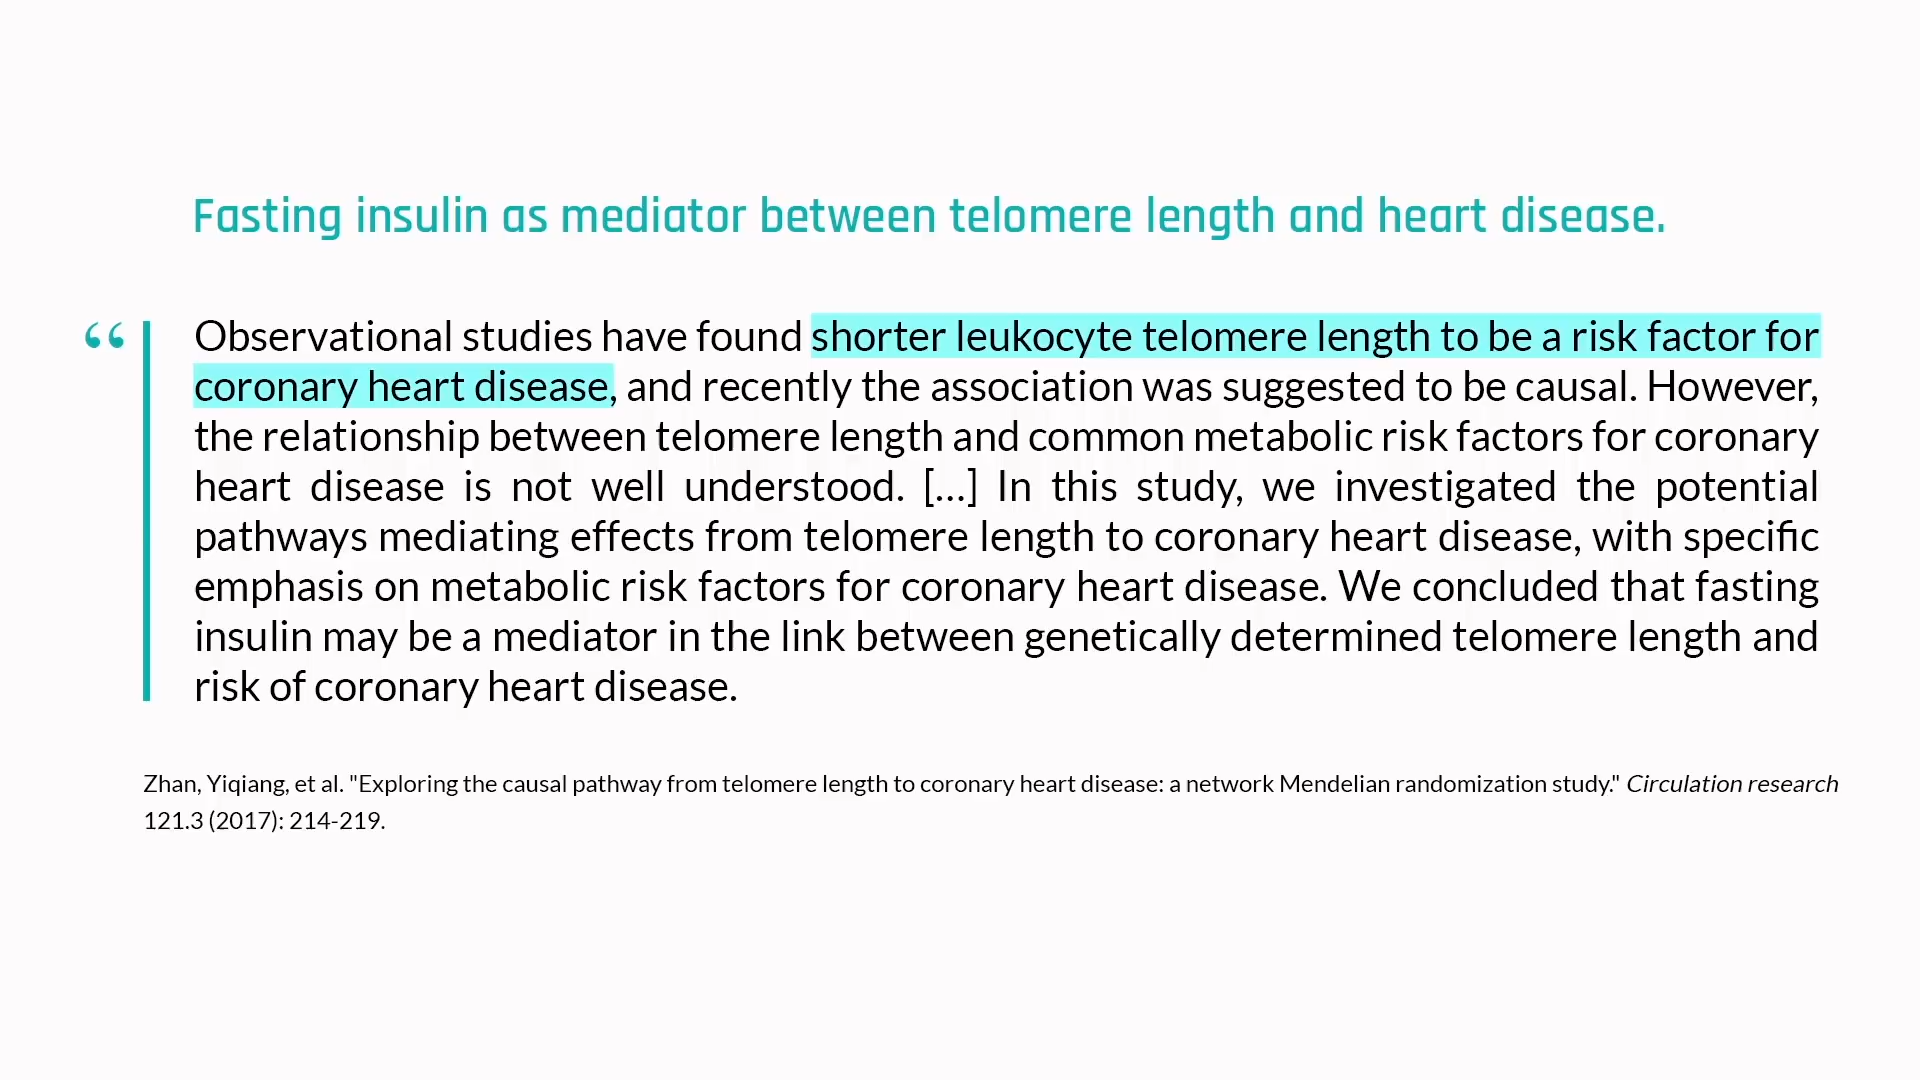 Fasting insulin as mediator between telomere length and heart disease.
“
Observational studies have found shorter leukocyte telomere length to be a risk factor for
coronary heart disease, and recently the association was suggested to be causal. However,
the relationship between telomere length and common metabolic risk factors for coronary
heart disease is not well understood. [...] In this study, we investigated the potential
pathways mediating effects from telomere length to coronary heart disease, with specific
emphasis on metabolic risk factors for coronary heart disease. We concluded that fasting
insulin may be a mediator in the link between genetically determined telomere length and
risk of coronary heart disease.
Zhan, Yiqiang, et al. "Exploring the causal pathway from telomere length to coronary heart disease: a network Mendelian randomization study." Circulation research
121.3 (2017): 214-219.